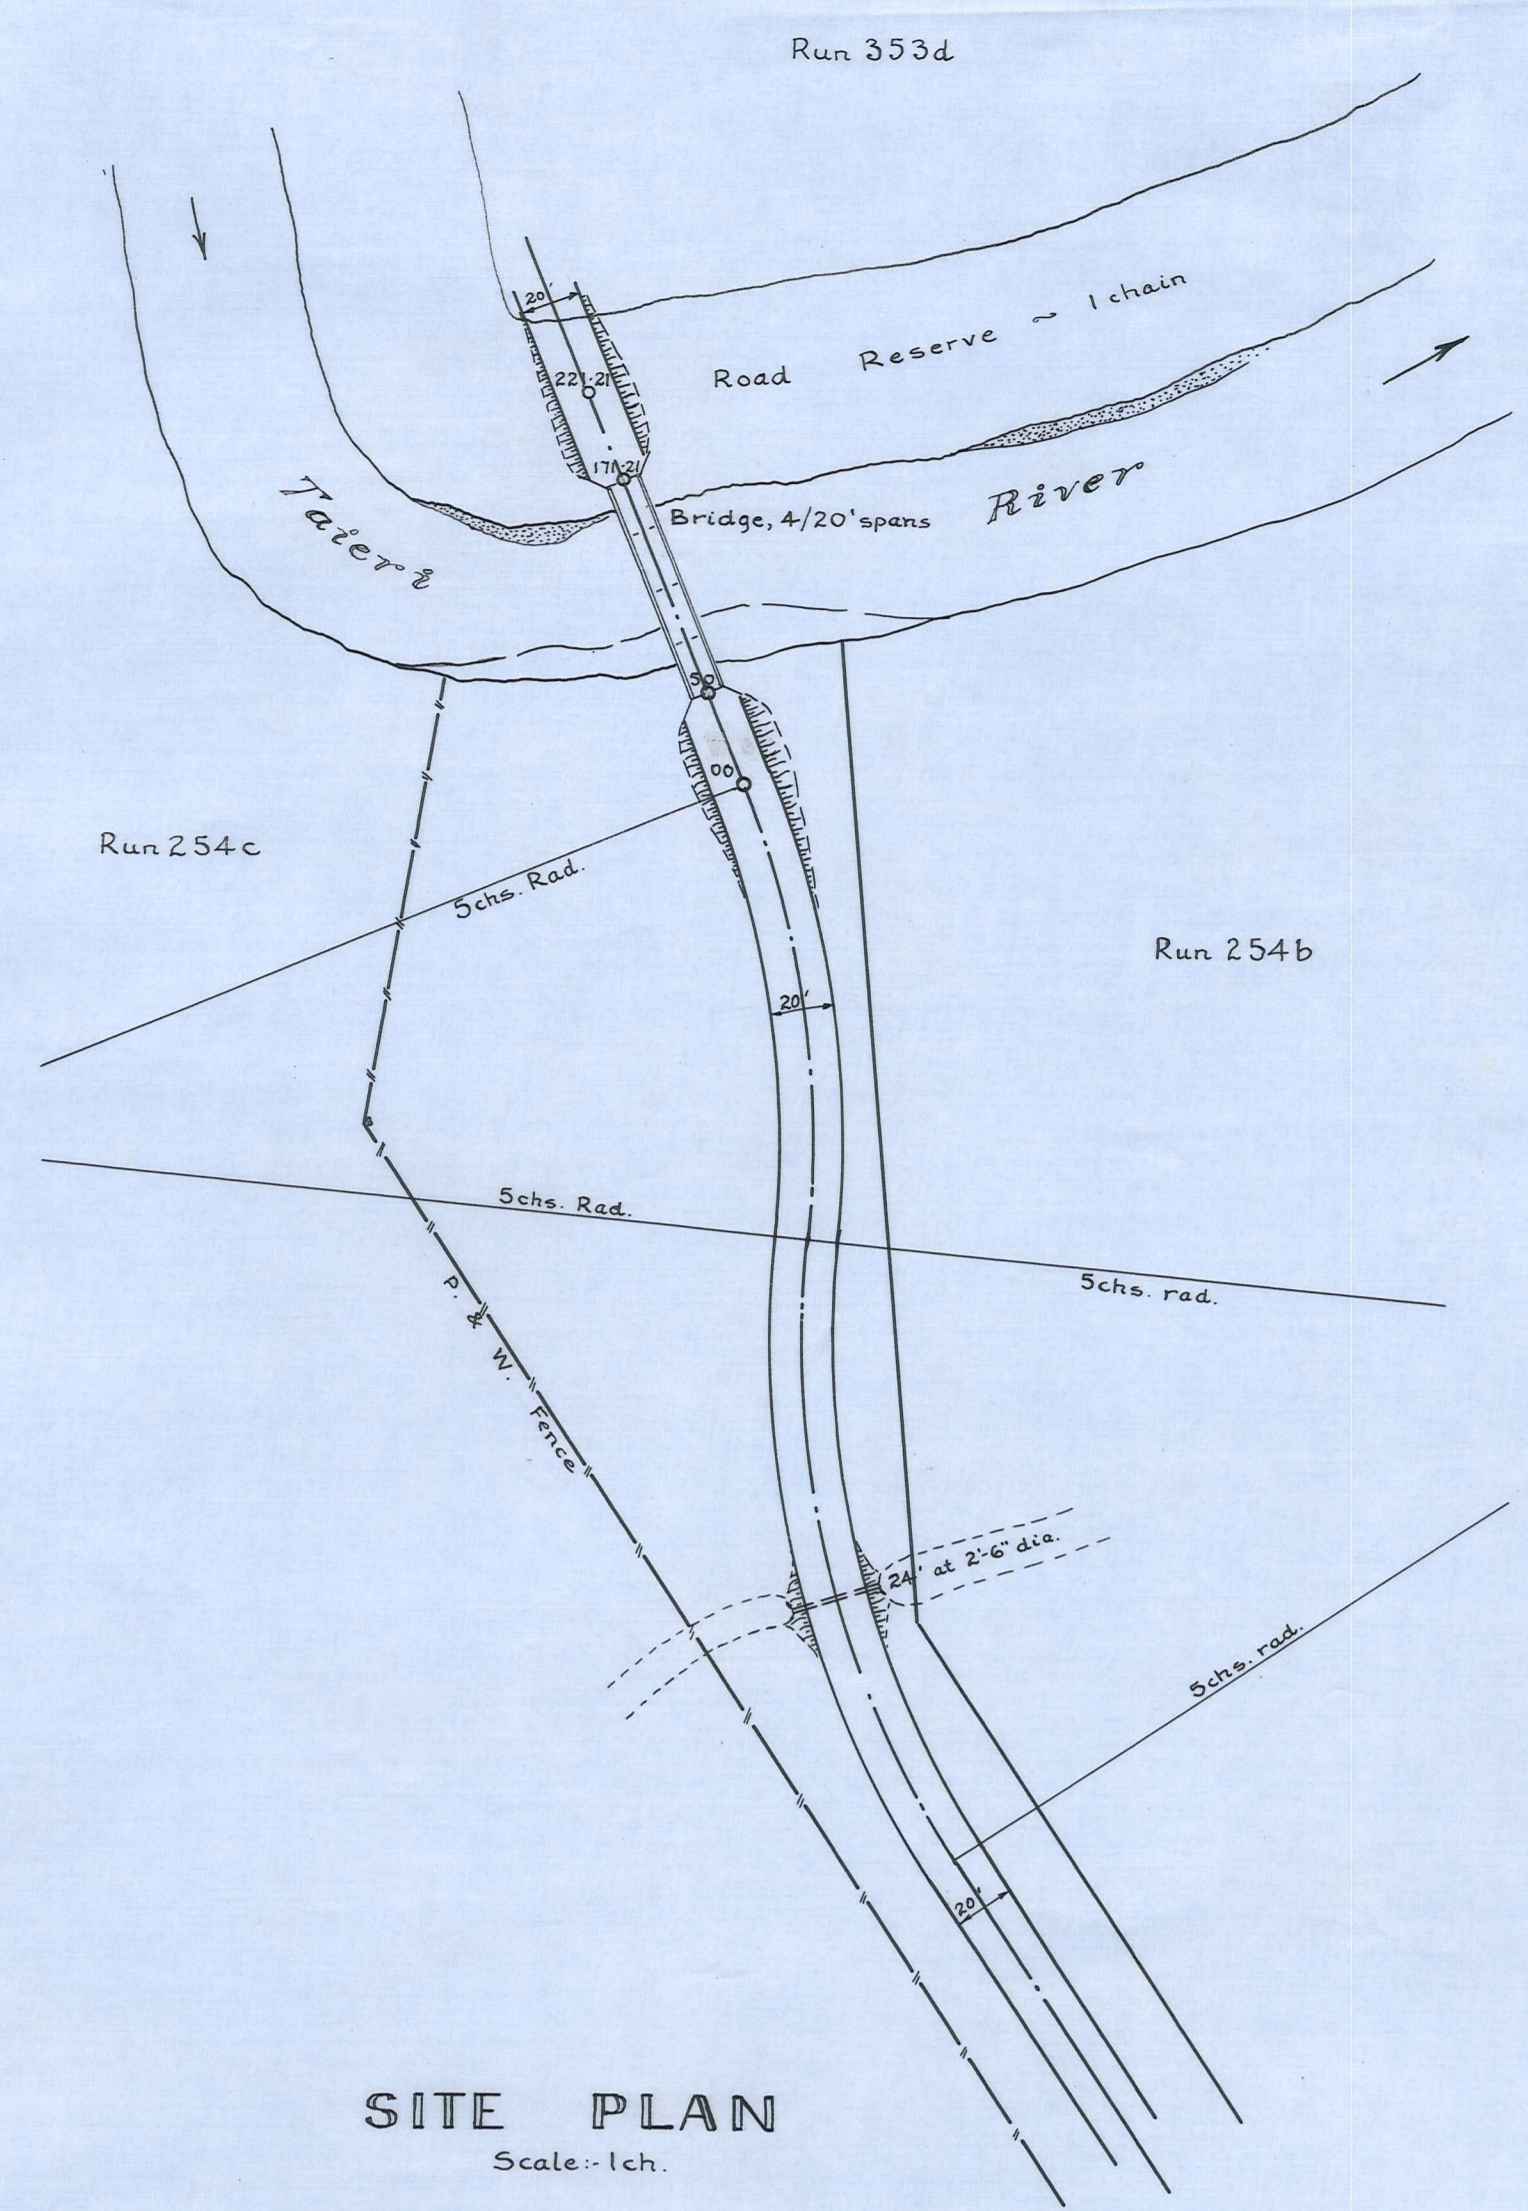 Run 353d
20'
Road Reserve ~ 1 chain
221·21
171·21
Taieri River
Bridge, 4/20' spans
50
00
Run 254c
5chs. Rad.
Run 254b
20'
5chs. Rad.
5chs. rad.
P. & W. Fence
24' at 2'-6" dia.
5chs. rad.
20'
SITE PLAN
Scale:- 1ch.